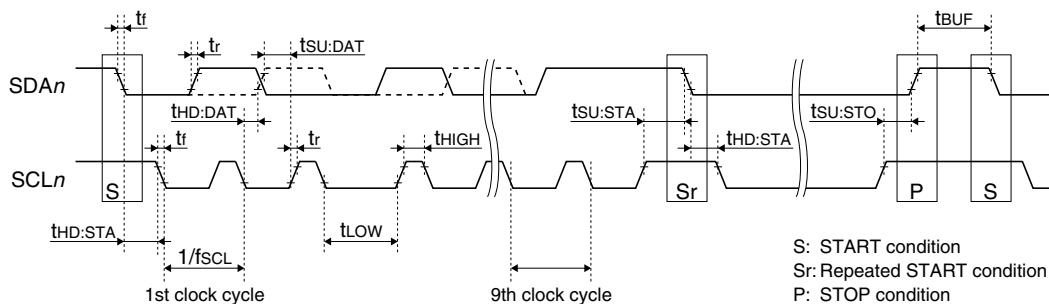 tf
tr
tSU:DAT
tBUF
SDAn
tHD:DAT
tf
tr
tHIGH
tSU:STA
tHD:STA
tSU:STO
SCLn
S
Sr
P
S
tHD:STA
1/fSCL
tLOW
1st clock cycle
9th clock cycle
S: START condition
Sr: Repeated START condition
P: STOP condition